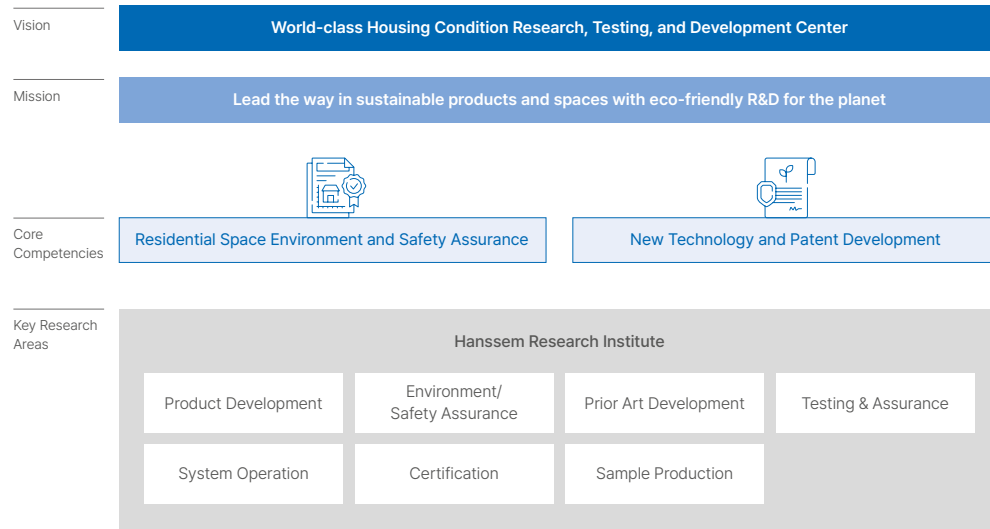 Vision
World-class Housing Condition Research, Testing, and Development Center
Mission
Lead the way in sustainable products and spaces with eco-friendly R&D for the planet
Core
Competencies
Residential Space Environment and Safety Assurance
New Technology and Patent Development
Key Research
Areas
Hanssem Research Institute
Product Development
Environment/
Safety Assurance
Prior Art Development
Testing & Assurance
System Operation
Certification
Sample Production